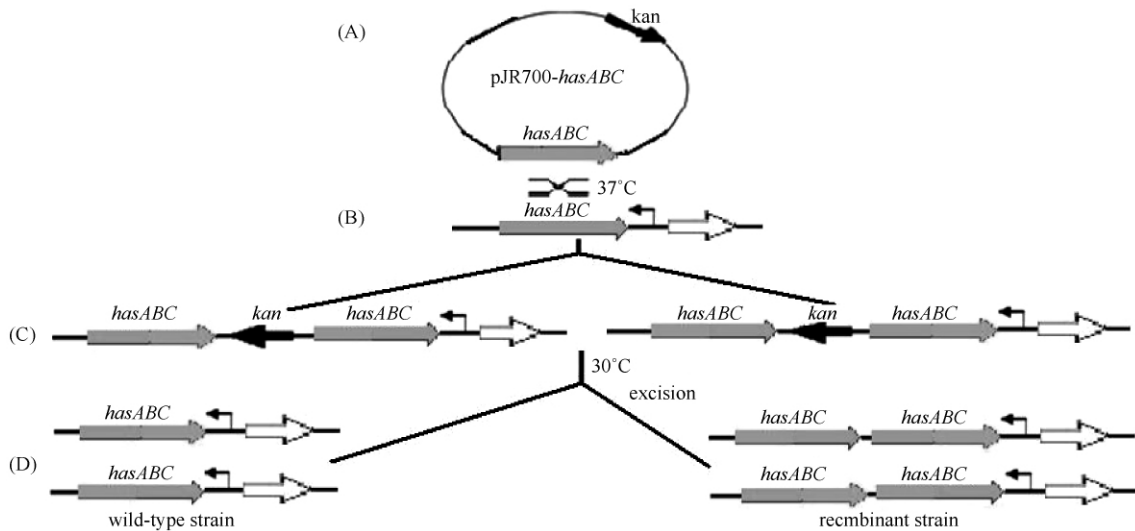 kan
(A)
pJR700-hasABC
hasABC
37°C
hasABC
(B)
hasABC kan hasABC hasABC kan hasABC
(C)
30°C
excision
hasABC hasABC hasABC
(D)
hasABC hasABC hasABC
wild-type strain recmbinant strain